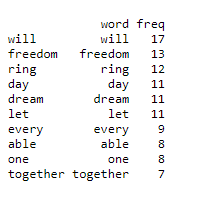 word freq
will will 17
freedom freedom 13
ring ring 12
day day 11
dream dream 11
let let 11
every every 9
able able 8
one one 8
together together 7